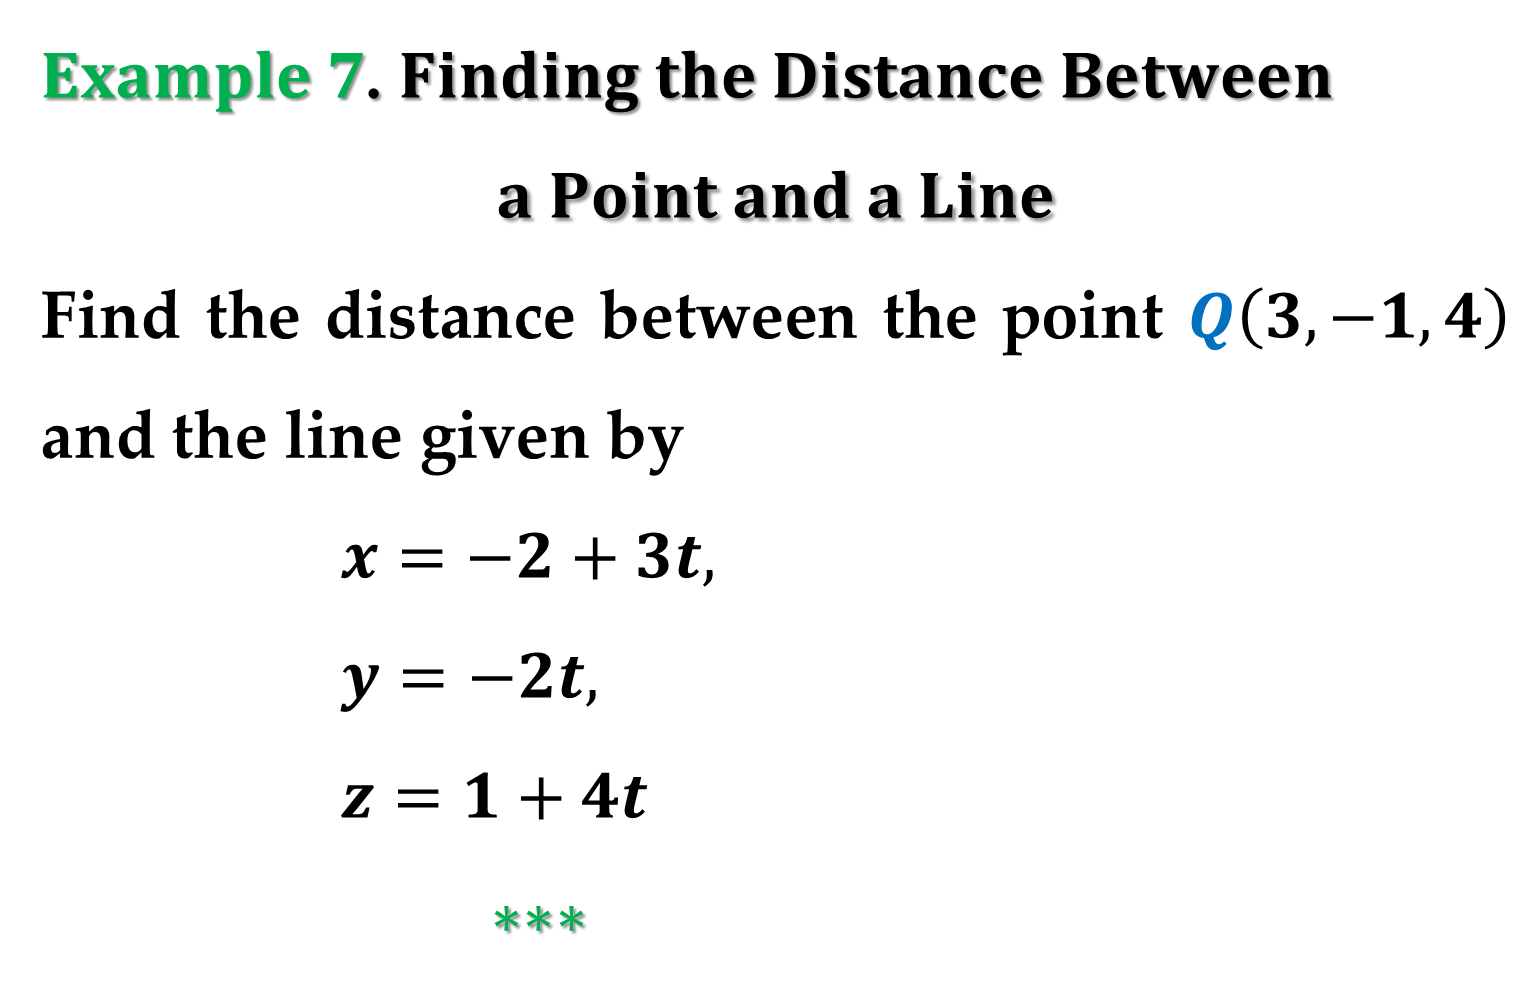 Example 7. Finding the Distance Between
a Point and a Line
Find the distance between the point Q(3, −1, 4)
and the line given by
x = −2 + 3t,
y = −2t,
z = 1 + 4t
***